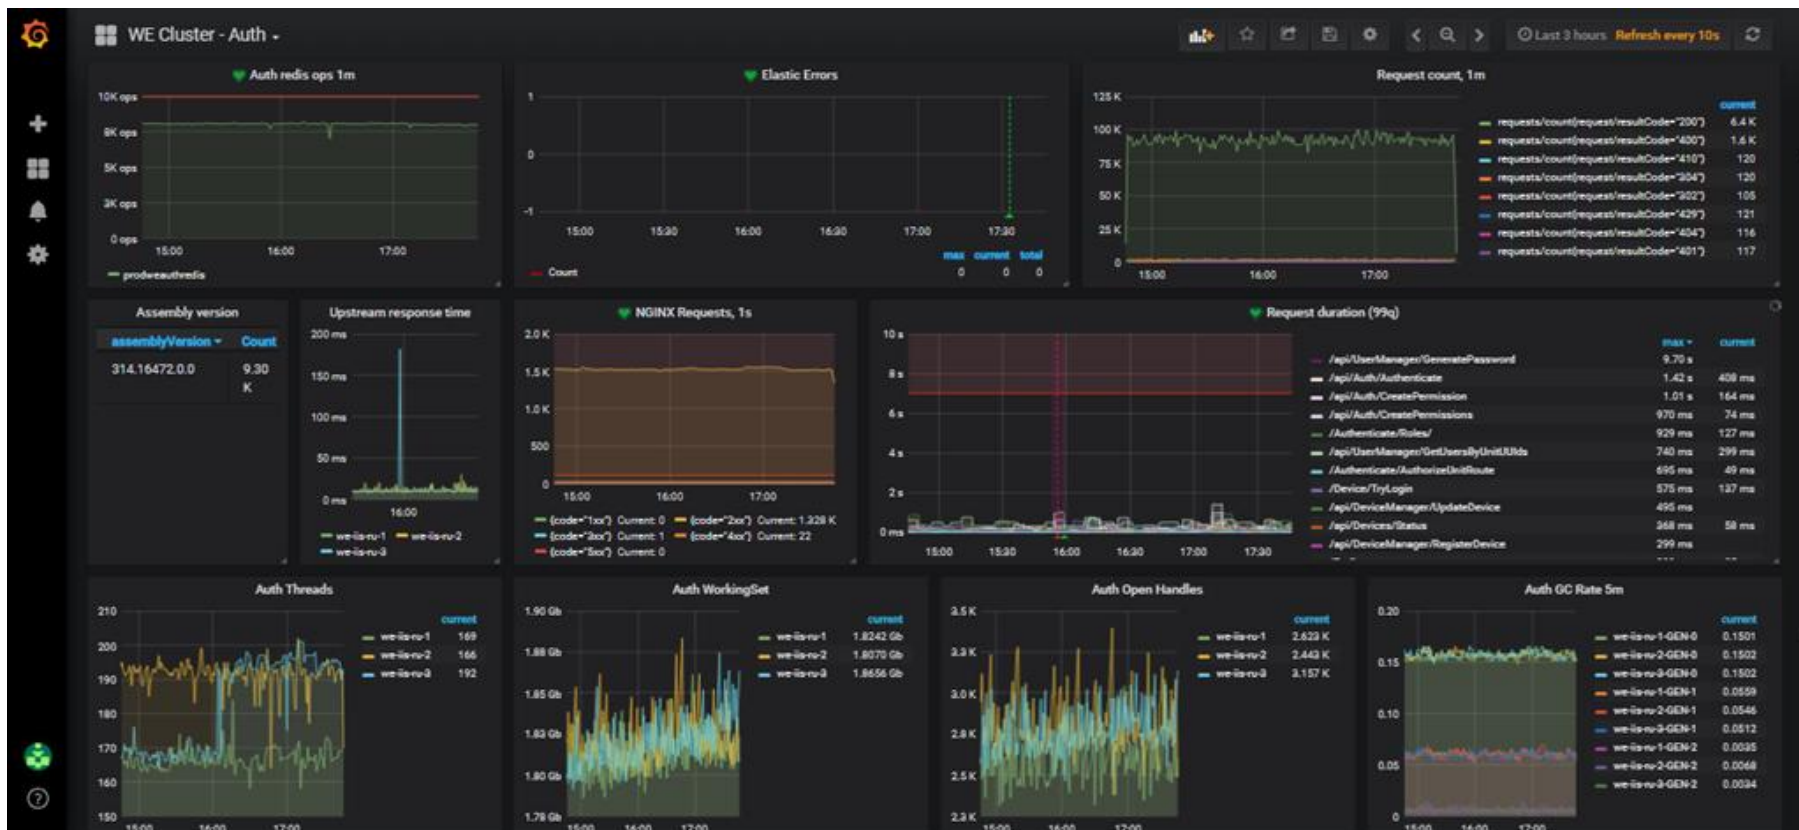 WE Cluster - Auth
Last 3 hours Refresh every 10s
Auth redis ops 1m
10K ops
8K ops
5K ops
3K ops
0 ops
15:00 16:00 17:00
prodweauthredis
Elastic Errors
1
0
-1
15:00 15:30 16:00 16:30 17:00 17:30
max current total
Count 0 0 0
Request count, 1m
125 K
100 K
75 K
50 K
25 K
0
15:00 16:00 17:00
current
requests/count{request/resultCode="200"} 6.4 K
requests/count{request/resultCode="400"} 1.6 K
requests/count{request/resultCode="410"} 120
requests/count{request/resultCode="304"} 120
requests/count{request/resultCode="302"} 105
requests/count{request/resultCode="429"} 121
requests/count{request/resultCode="404"} 116
requests/count{request/resultCode="401"} 117
Assembly version
assemblyVersion Count
314.16472.0.0 9.30
K
Upstream response time
200 ms
150 ms
100 ms
50 ms
0 ms
16:00
we-iis-ru-1 we-iis-ru-2
we-iis-ru-3
NGINX Requests, 1s
2.0 K
1.5 K
1.0 K
500
0
15:00 16:00 17:00
{code="1xx"} Current: 0 {code="2xx"} Current: 1.328 K
{code="3xx"} Current: 1 {code="4xx"} Current: 22
{code="5xx"} Current: 0
Request duration (99q)
10 s
8 s
6 s
4 s
2 s
0 ms
15:00 15:30 16:00 16:30 17:00 17:30
max current
/api/UserManager/GeneratePassword 9.70 s
/api/Auth/Authenticate 1.42 s 408 ms
/api/Auth/CreatePermission 1.01 s 164 ms
/api/Auth/CreatePermissions 970 ms 74 ms
/Authenticate/Roles/ 929 ms 127 ms
/api/UserManager/GetUsersByUnitUUIds 740 ms 299 ms
/Authenticate/AuthorizeUnitRoute 695 ms 49 ms
/Device/TryLogin 575 ms 137 ms
/api/DeviceManager/UpdateDevice 495 ms
/api/Devices/Status 368 ms 58 ms
/api/DeviceManager/RegisterDevice 299 ms
Auth Threads
210
200
190
180
170
160
150
15:00 16:00 17:00
current
we-iis-ru-1 169
we-iis-ru-2 166
we-iis-ru-3 192
Auth WorkingSet
1.90 Gb
1.88 Gb
1.85 Gb
1.83 Gb
1.80 Gb
1.78 Gb
15:00 16:00 17:00
current
we-iis-ru-1 1.8242 Gb
we-iis-ru-2 1.8070 Gb
we-iis-ru-3 1.8656 Gb
Auth Open Handles
3.5 K
3.3 K
3.0 K
2.8 K
2.5 K
2.3 K
15:00 16:00 17:00
current
we-iis-ru-1 2.623 K
we-iis-ru-2 2.443 K
we-iis-ru-3 3.157 K
Auth GC Rate 5m
0.20
0.15
0.10
0.05
0
15:00 16:00 17:00
current
we-iis-ru-1-GEN-0 0.1501
we-iis-ru-2-GEN-0 0.1502
we-iis-ru-3-GEN-0 0.1502
we-iis-ru-1-GEN-1 0.0559
we-iis-ru-2-GEN-1 0.0546
we-iis-ru-3-GEN-1 0.0512
we-iis-ru-1-GEN-2 0.0035
we-iis-ru-2-GEN-2 0.0068
we-iis-ru-3-GEN-2 0.0034